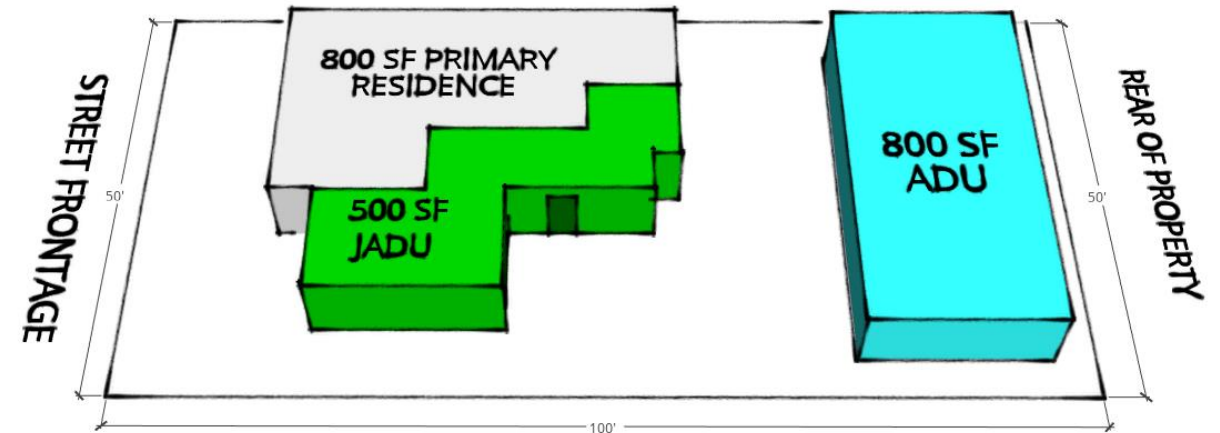 800 SF PRIMARY
RESIDENCE
500 SF
JADU
800 SF
ADU
STREET FRONTAGE
REAR OF PROPERTY
50'
50'
100'